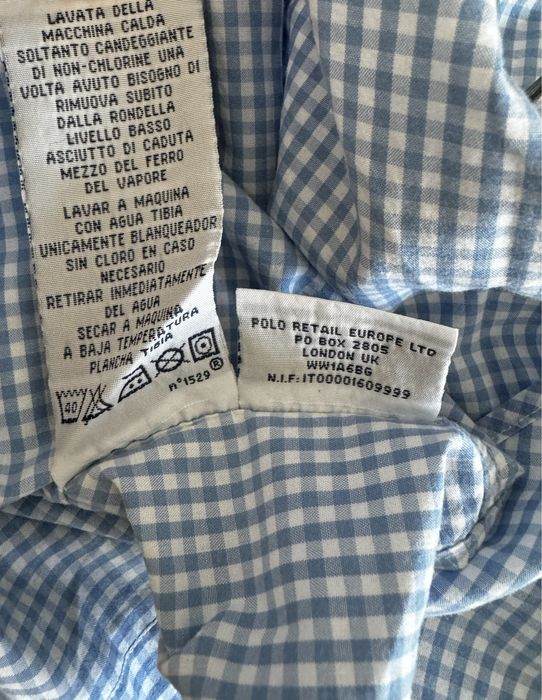 LAVATA DELLA
MACCHINA CALDA
SOLTANTO CANDEGGIANTE
DI NON-CHLORINE UNA
VOLTA AVUTO BISOGNO DI
RIMUOVA SUBITO
DALLA RONDELLA
LIVELLO BASSO
ASCIUTTO DI CADUTA
MEZZO DEL FERRO
DEL VAPORE
LAVAR A MAQUINA
CON AGUA TIBIA
UNICAMENTE BLANQUEADOR
SIN CLORO EN CASO
NECESARIO
RETIRAR INMEDIATAMENTE
DEL AGUA
SECAR A MAQUINA
A BAJA TEMPERATURA
PLANCHA TIBIA
40
n°1529®
POLO RETAIL EUROPE LTD
PO BOX 2805
LONDON UK
WW1A6BG
N.I.F:IT00001609999